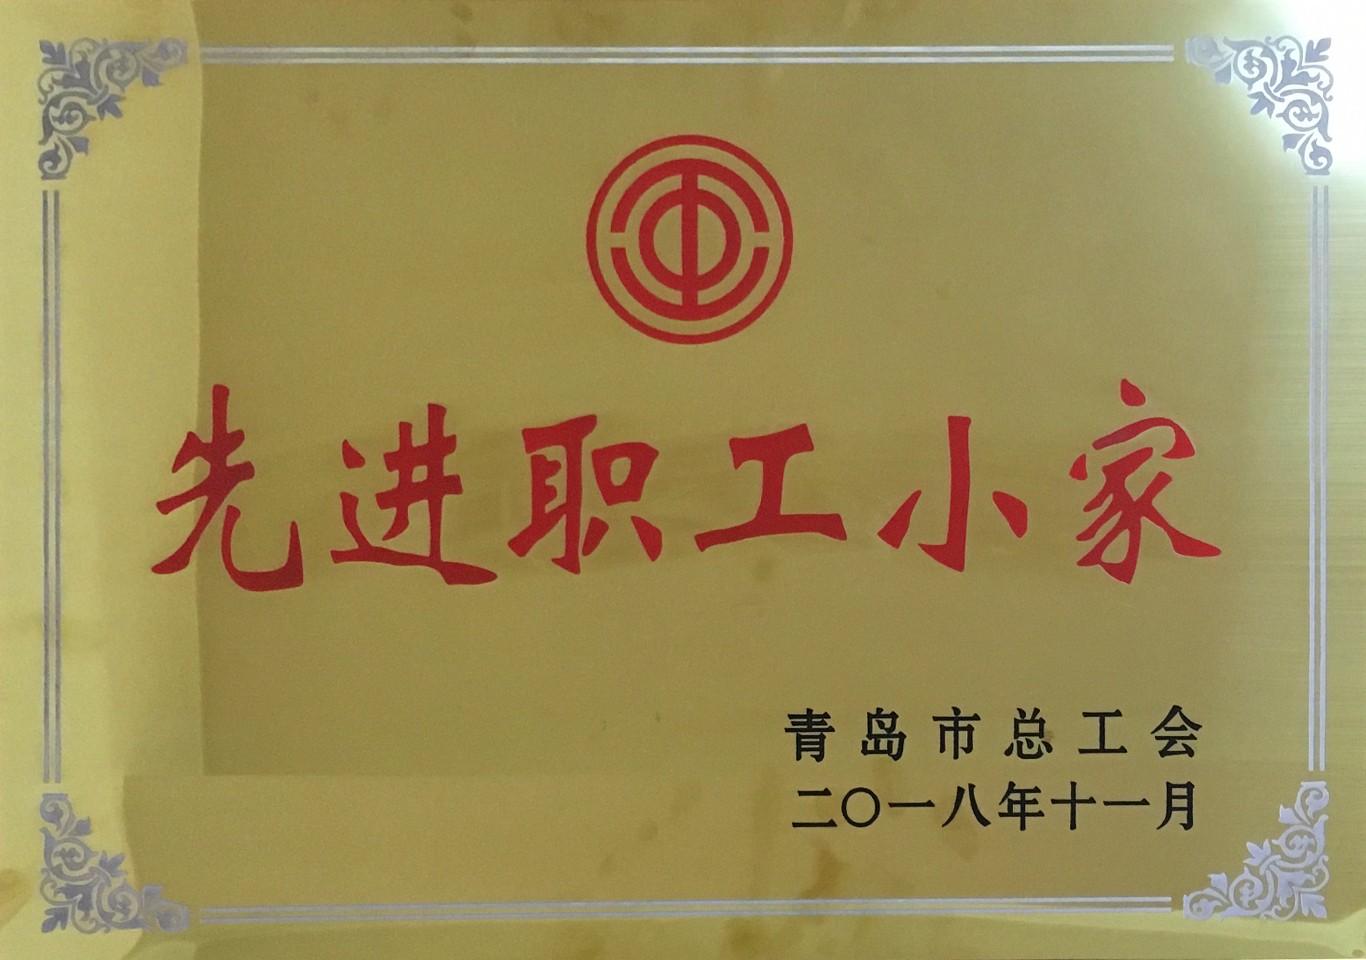 先进职工小家
青岛市总工会
二〇一八年十一月